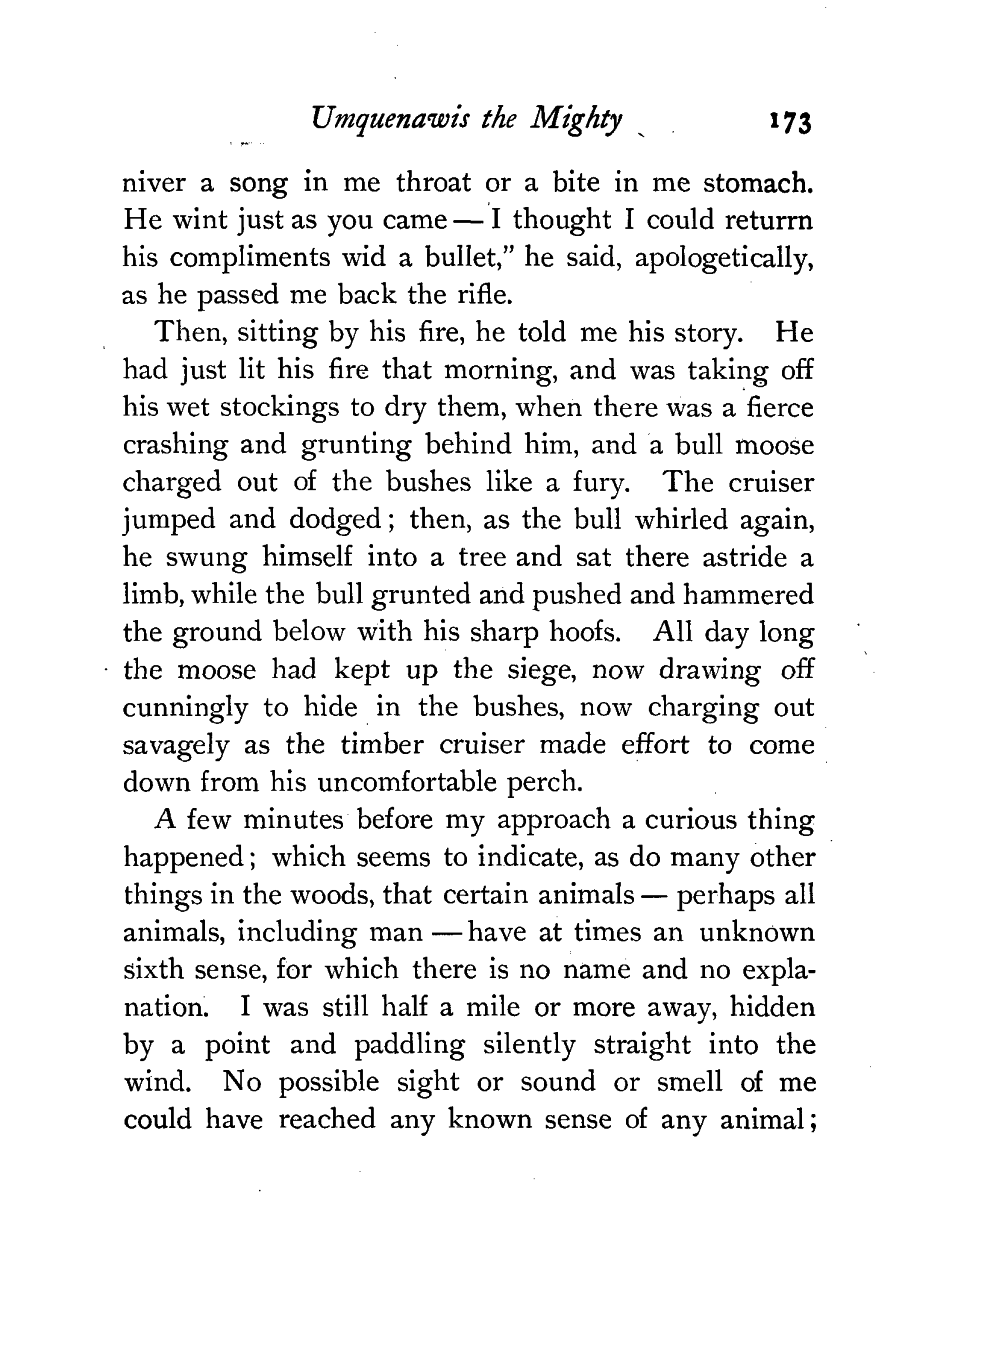 Umquenawis the Mighty 173
niver a song in me throat or a bite in me stomach.
He wint just as you came — I thought I could returrn
his compliments wid a bullet,” he said, apologetically,
as he passed me back the rifle.
Then, sitting by his fire, he told me his story. He
had just lit his fire that morning, and was taking off
his wet stockings to dry them, when there was a fierce
crashing and grunting behind him, and a bull moose
charged out of the bushes like a fury. The cruiser
jumped and dodged; then, as the bull whirled again,
he swung himself into a tree and sat there astride a
limb, while the bull grunted and pushed and hammered
the ground below with his sharp hoofs. All day long
the moose had kept up the siege, now drawing off
cunningly to hide in the bushes, now charging out
savagely as the timber cruiser made effort to come
down from his uncomfortable perch.
A few minutes before my approach a curious thing
happened; which seems to indicate, as do many other
things in the woods, that certain animals — perhaps all
animals, including man — have at times an unknown
sixth sense, for which there is no name and no expla-
nation. I was still half a mile or more away, hidden
by a point and paddling silently straight into the
wind. No possible sight or sound or smell of me
could have reached any known sense of any animal;